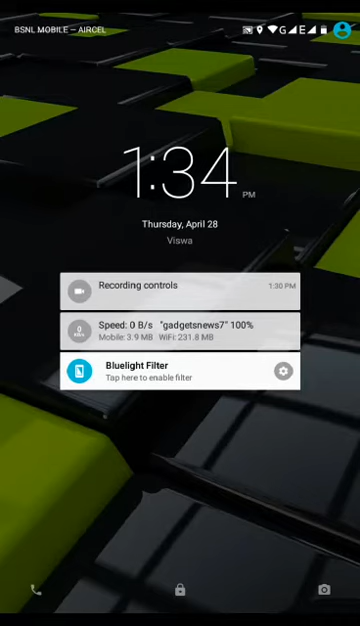 BSNL MOBILE — AIRCEL
G E
1:34 PM
Thursday, April 28
Viswa
Recording controls 1:30 PM
0
Speed: 0 B/s "gadgetsnews7" 100%
Mobile: 3.9 MB WiFi: 231.8 MB
Bluelight Filter
Tap here to enable filter